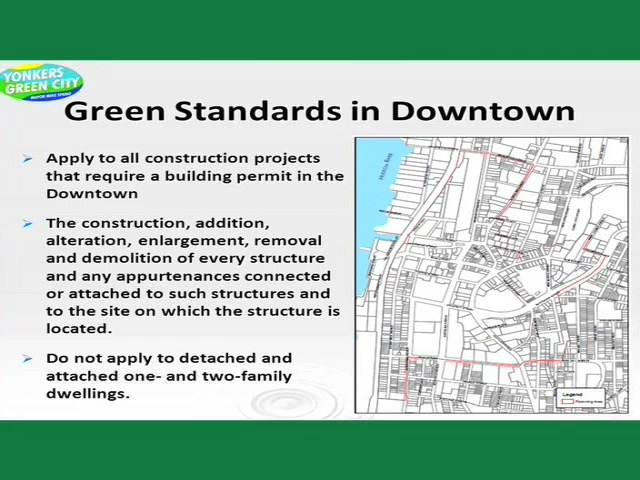 YONKERS
GREEN CITY
MAYOR MIKE SPANO
Green Standards in Downtown
Apply to all construction projects
that require a building permit in the
Downtown
The construction, addition,
alteration, enlargement, removal
and demolition of every structure
and any appurtenances connected
or attached to such structures and
to the site on which the structure is
located.
Do not apply to detached and
attached one- and two-family
dwellings.
Legend